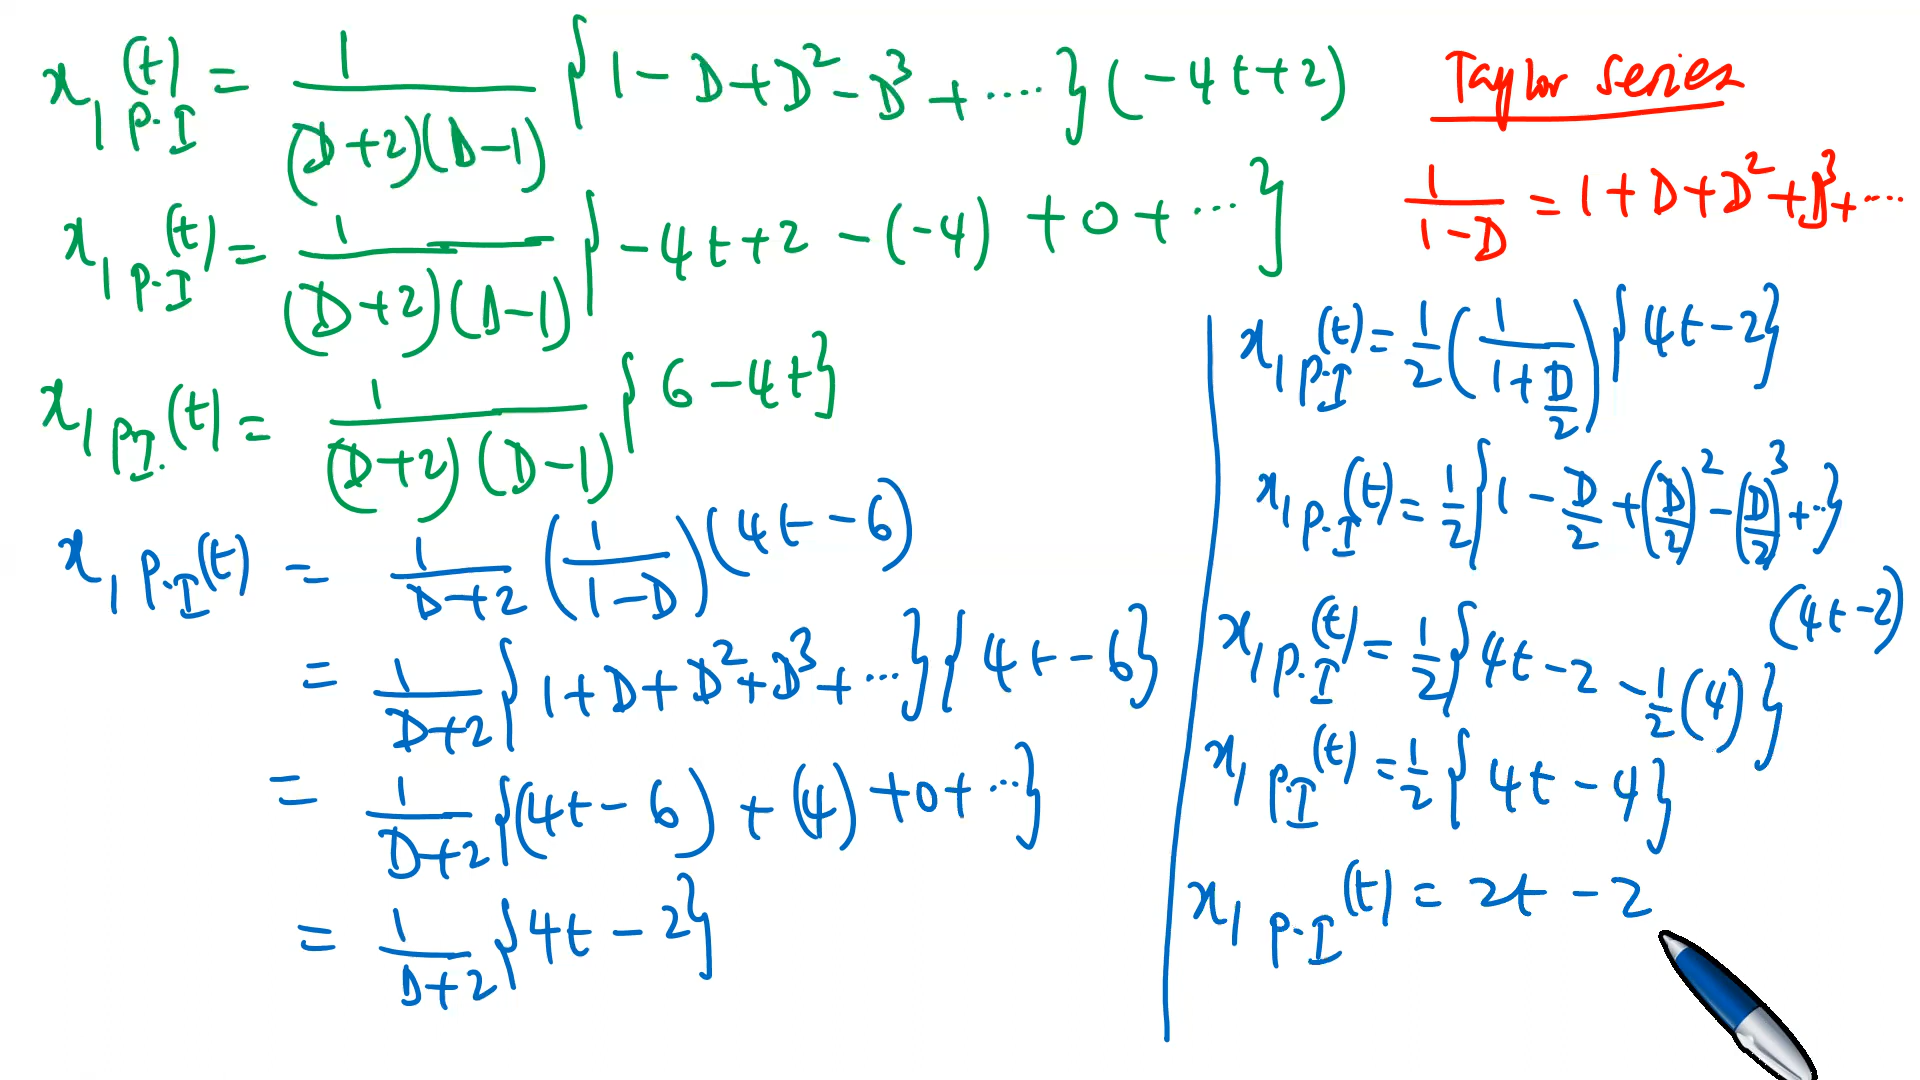 x₁ P.I (t) = 1/((D+2)(D-1)) {1 - D + D² - D³ + ....} (-4t+2)
x₁ P.I (t) = 1/((D+2)(D-1)) {-4t+2 -(-4) + 0 + ...}
x₁ P.I. (t) = 1/((D+2)(D-1)) {6 - 4t}
x₁ P.I (t) = 1/(D+2) (1/(1-D)) (4t-6)
= 1/(D+2) {1 + D + D² + D³ + ...} {4t-6}
= 1/(D+2) {(4t-6) + (4) + 0 + ...}
= 1/(D+2) {4t-2}
Taylor series
1/(1-D) = 1 + D + D² + D³ + ...
x₁ P.I (t) = 1/2 (1/(1+D/2)) {4t-2}
x₁ P.I (t) = 1/2 {1 - D/2 + (D/2)² - (D/2)³ + ..}
(4t-2)
x₁ P.I (t) = 1/2 {4t-2 - 1/2 (4)}
x₁ P.I (t) = 1/2 {4t - 4}
x₁ P.I (t) = 2t - 2